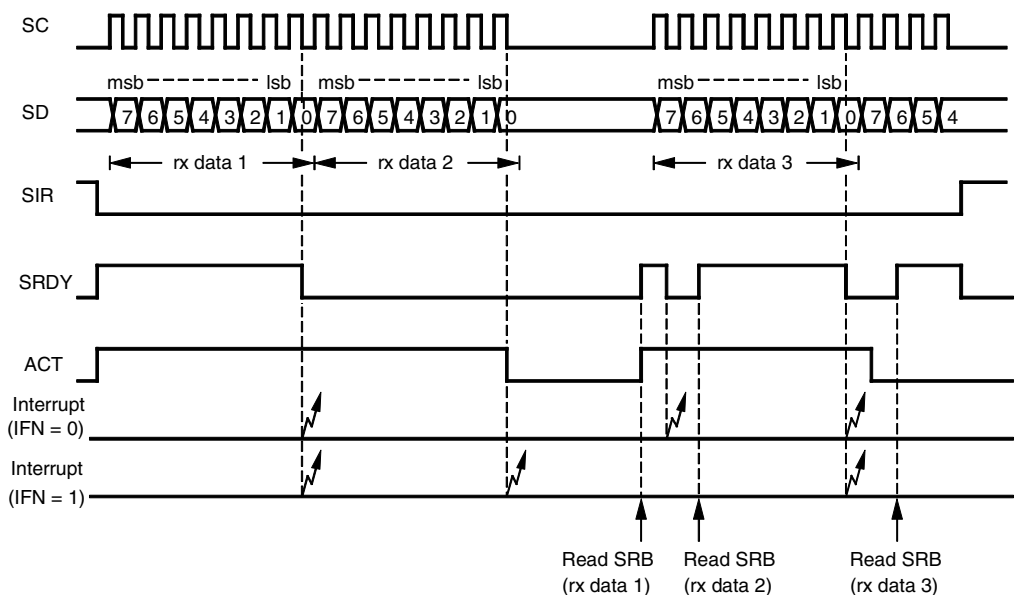 SC
msb lsb msb lsb msb lsb
SD 7 6 5 4 3 2 1 0 7 6 5 4 3 2 1 0 7 6 5 4 3 2 1 0 7 6 5 4
rx data 1 rx data 2 rx data 3
SIR
SRDY
ACT
Interrupt
(IFN = 0)
Interrupt
(IFN = 1)
Read SRB Read SRB Read SRB
(rx data 1) (rx data 2) (rx data 3)